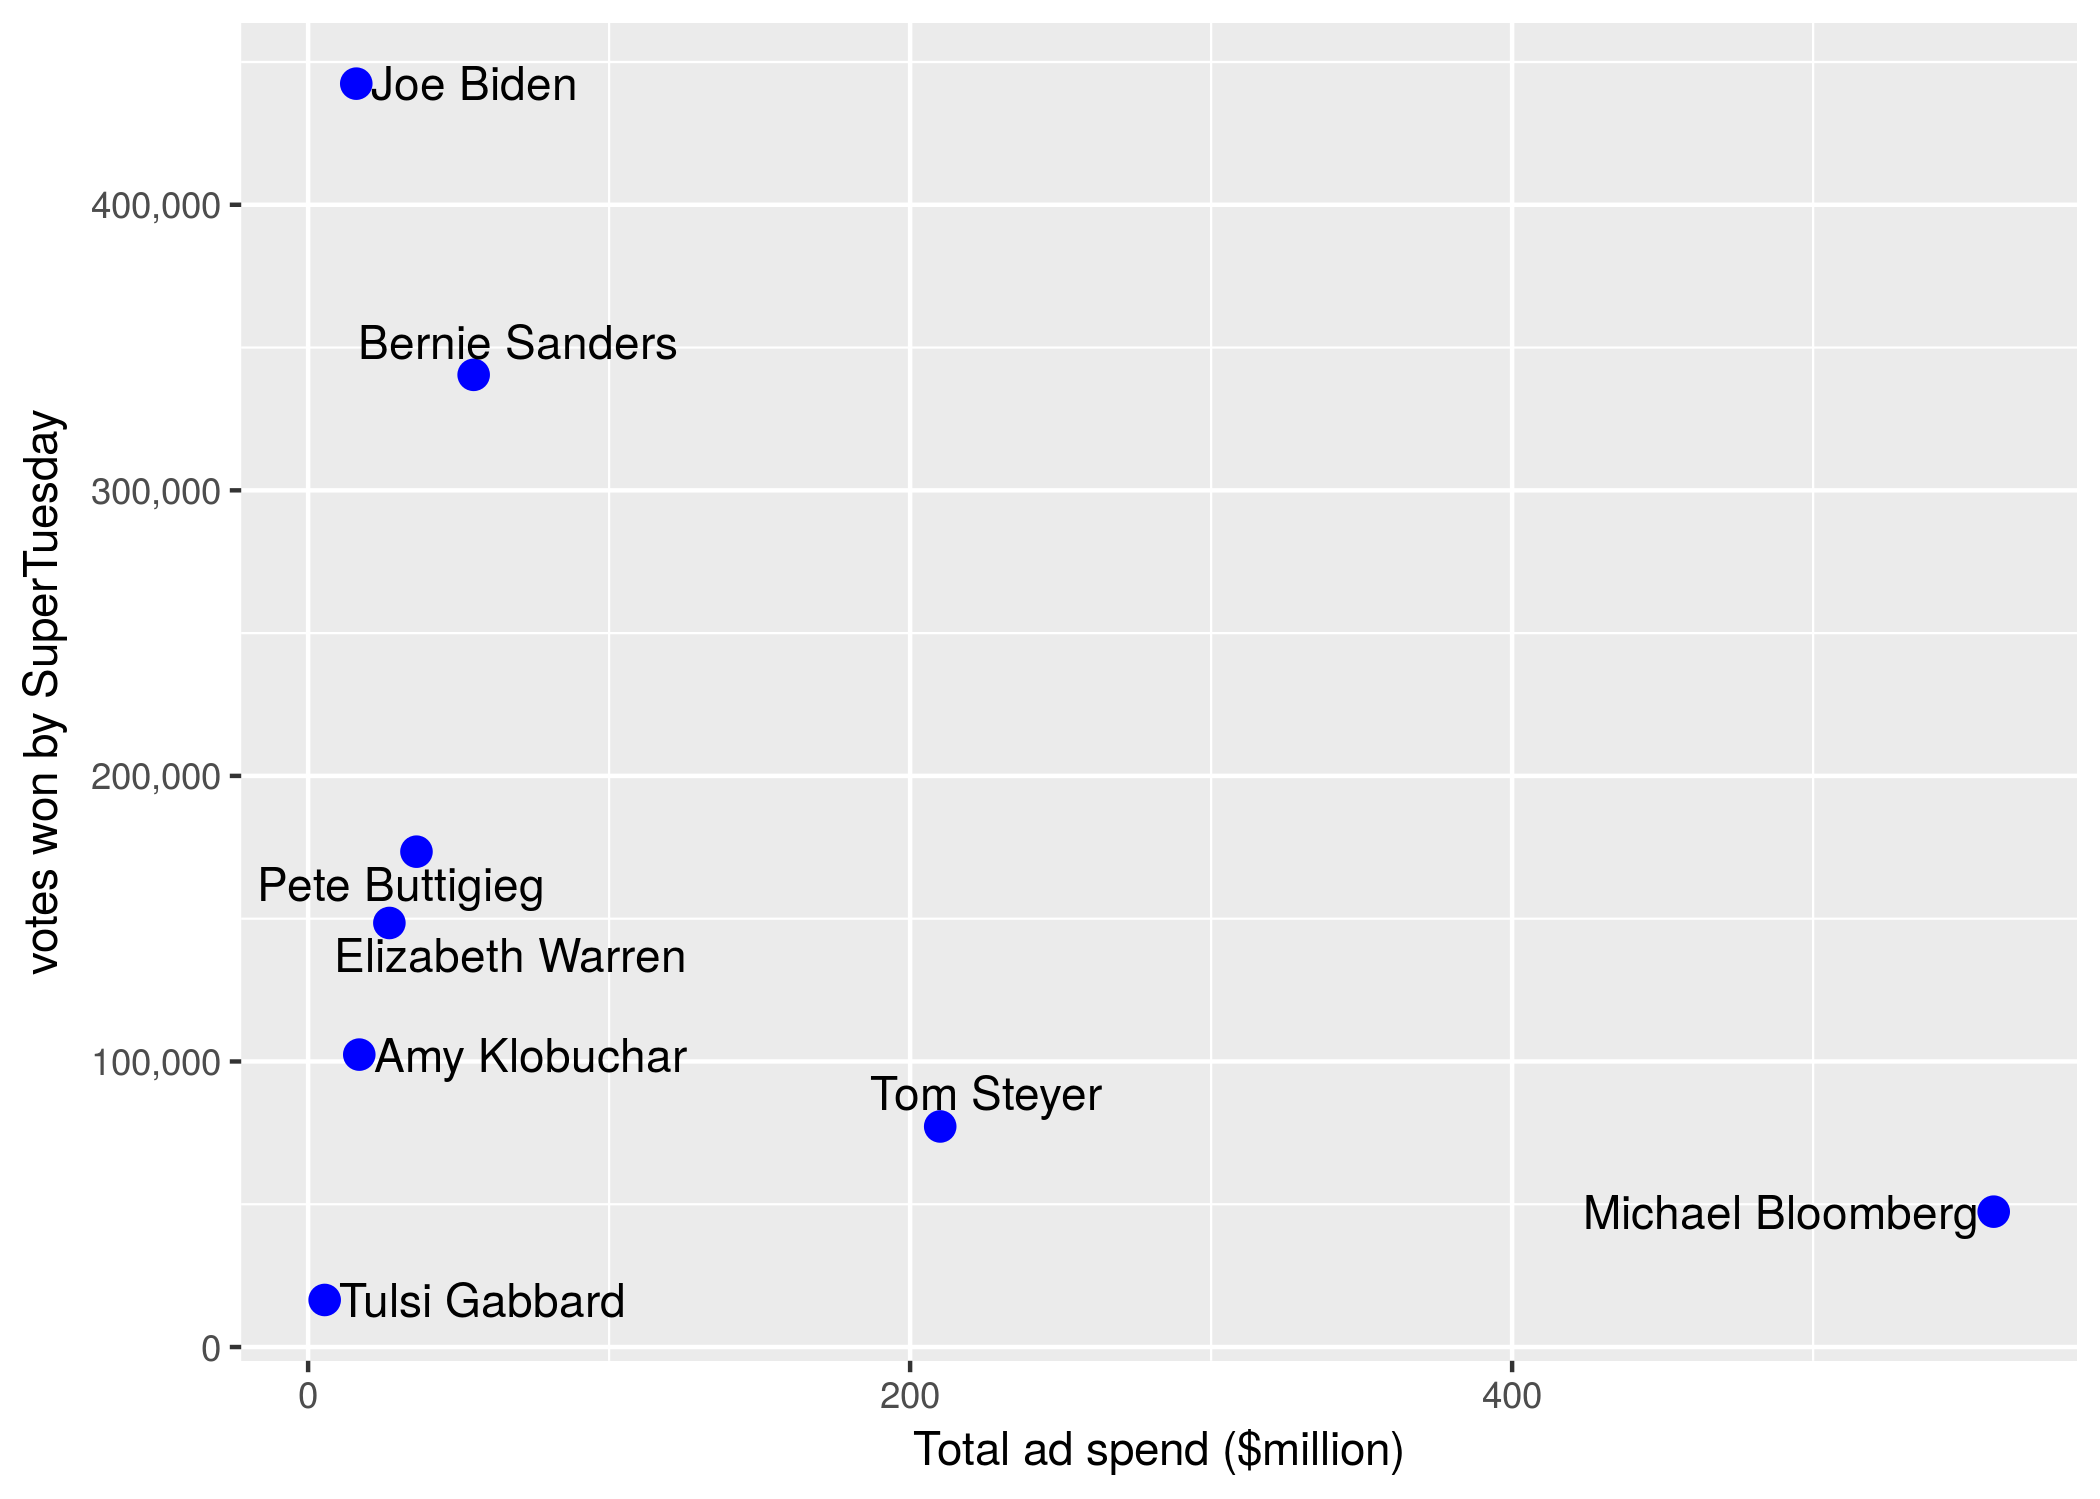 Joe Biden
400,000
Bernie Sanders
300,000
votes won by SuperTuesday
200,000
Pete Buttigieg
Elizabeth Warren
100,000
Amy Klobuchar
Tom Steyer
Michael Bloomberg
Tulsi Gabbard
0
0
200
400
Total ad spend ($million)